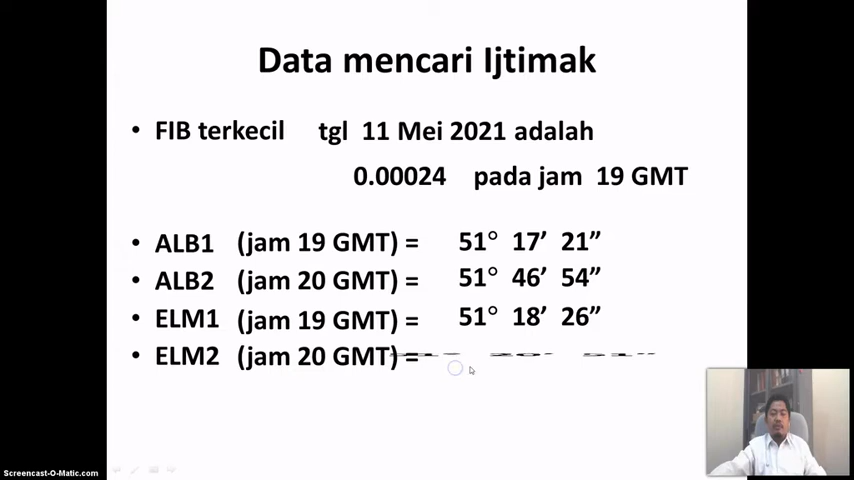 Data mencari Ijtimak
• FIB terkecil tgl 11 Mei 2021 adalah
0.00024 pada jam 19 GMT
• ALB1 (jam 19 GMT) = 51° 17’ 21”
• ALB2 (jam 20 GMT) = 51° 46’ 54”
• ELM1 (jam 19 GMT) = 51° 18’ 26”
• ELM2 (jam 20 GMT) =
Screencast-O-Matic.com